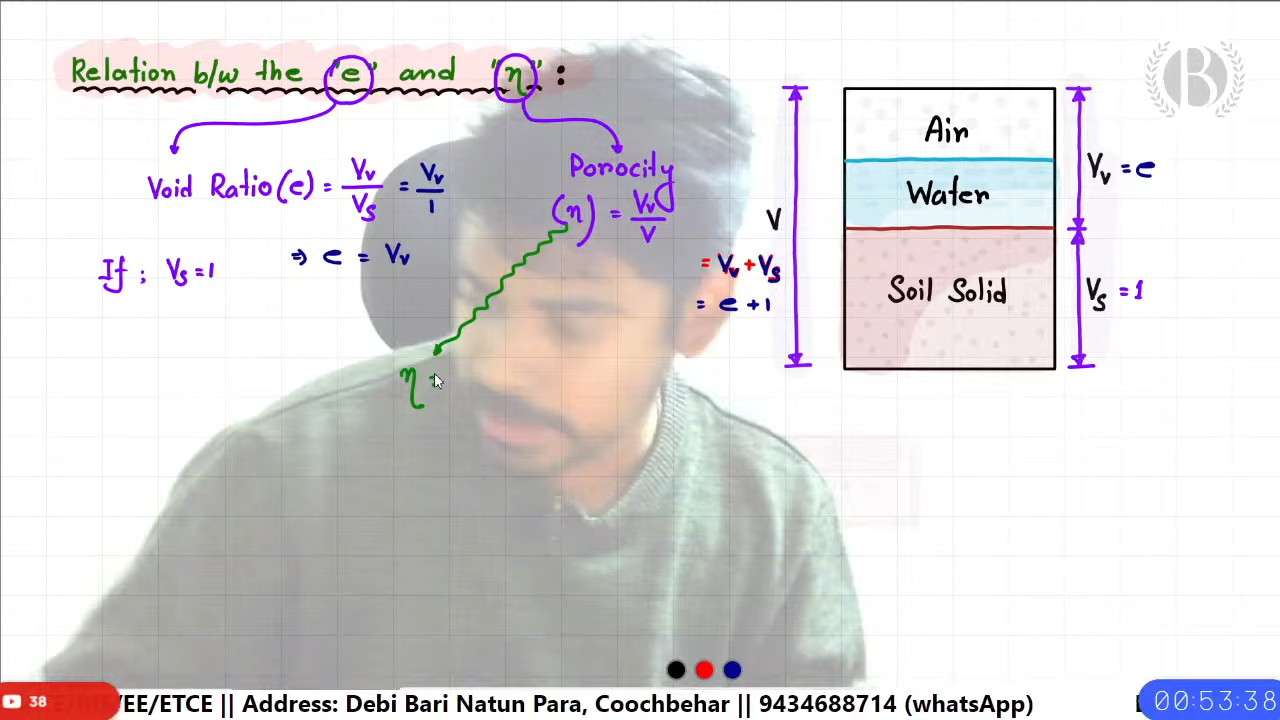 Relation b/w the "e" and "η" :
Void Ratio (e) = Vv/Vs = Vv/1
If ; Vs = 1
⇒ e = Vv
Porocity
(η) = Vv/V
η
V
= Vv + Vs
= e + 1
Air
Water
Soil Solid
Vv = e
Vs = 1
B
38
/EE/ETCE || Address: Debi Bari Natun Para, Coochbehar || 9434688714 (whatsApp)
00:53:38